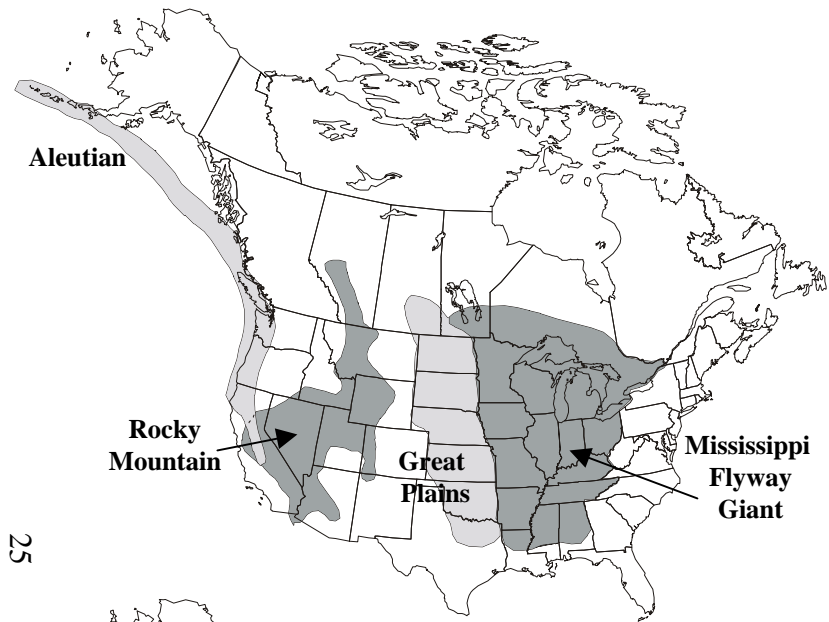 Aleutian
Rocky
Mountain
Great
Plains
Mississippi
Flyway
Giant
25